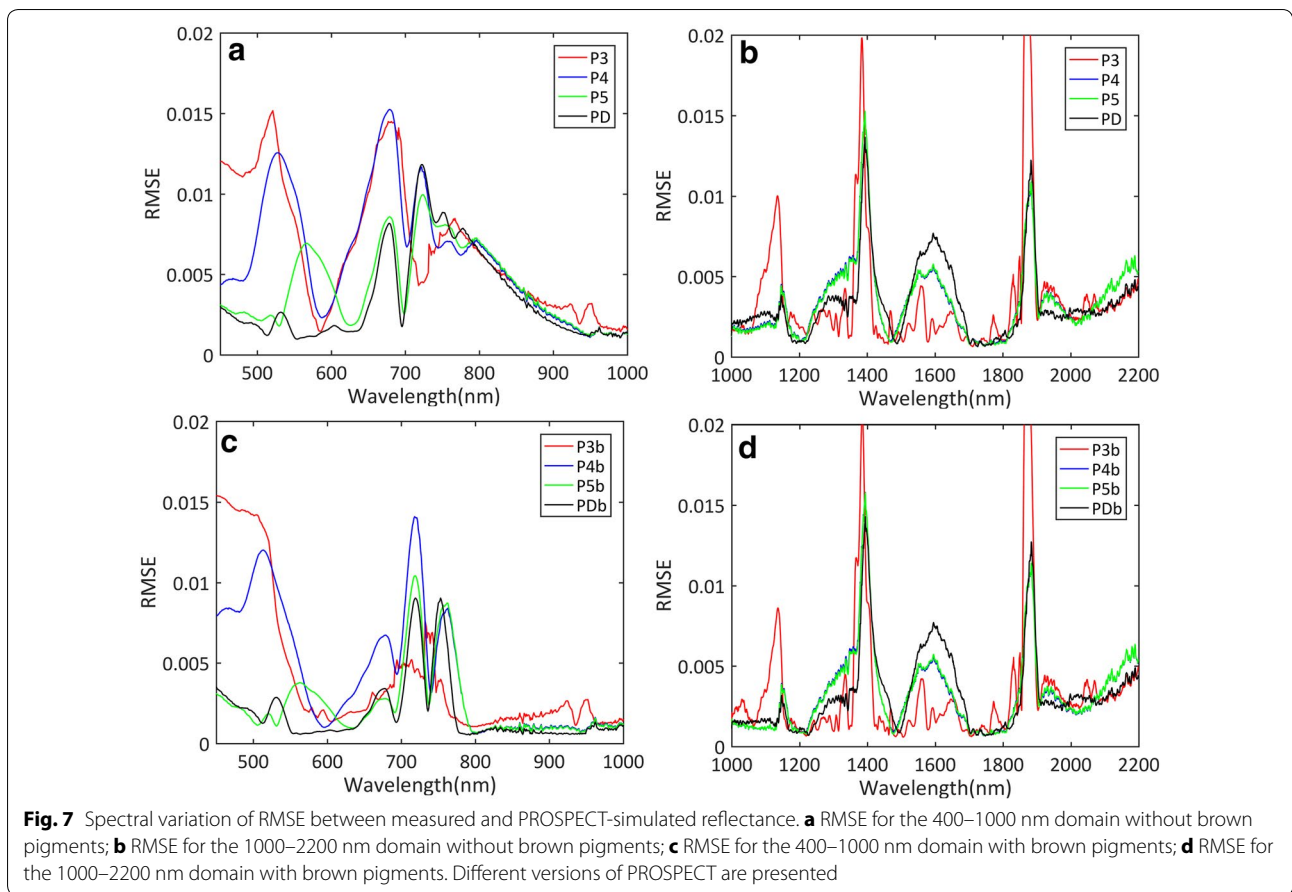 a
P3
P4
P5
PD
0.02
0.015
0.01
0.005
0
RMSE
500 600 700 800 900 1000
Wavelength(nm)
b
P3
P4
P5
PD
0.02
0.015
0.01
0.005
0
RMSE
1000 1200 1400 1600 1800 2000 2200
Wavelength(nm)
c
P3b
P4b
P5b
PDb
0.02
0.015
0.01
0.005
0
RMSE
500 600 700 800 900 1000
Wavelength(nm)
d
P3b
P4b
P5b
PDb
0.02
0.015
0.01
0.005
0
RMSE
1000 1200 1400 1600 1800 2000 2200
Wavelength(nm)
Fig. 7 Spectral variation of RMSE between measured and PROSPECT-simulated reflectance. a RMSE for the 400–1000 nm domain without brown
pigments; b RMSE for the 1000–2200 nm domain without brown pigments; c RMSE for the 400–1000 nm domain with brown pigments; d RMSE for
the 1000–2200 nm domain with brown pigments. Different versions of PROSPECT are presented